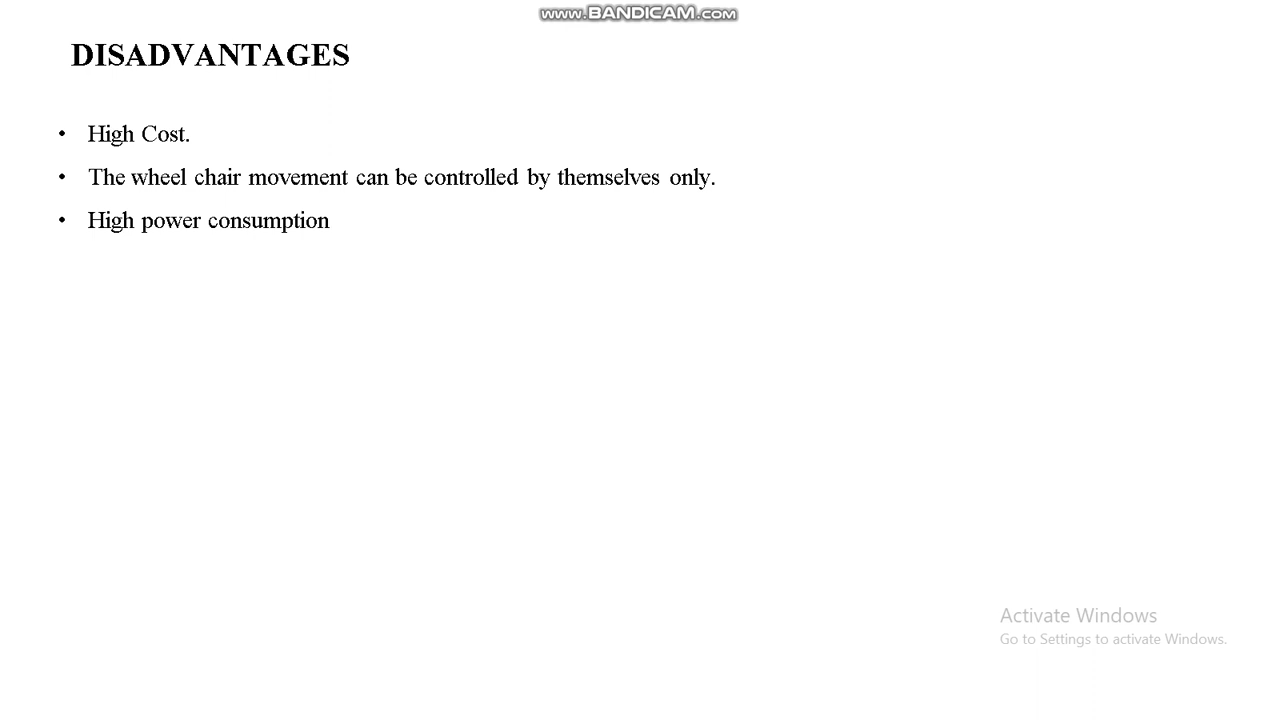 www.BANDICAM.com
DISADVANTAGES
• High Cost.
• The wheel chair movement can be controlled by themselves only.
• High power consumption
Activate Windows
Go to Settings to activate Windows.